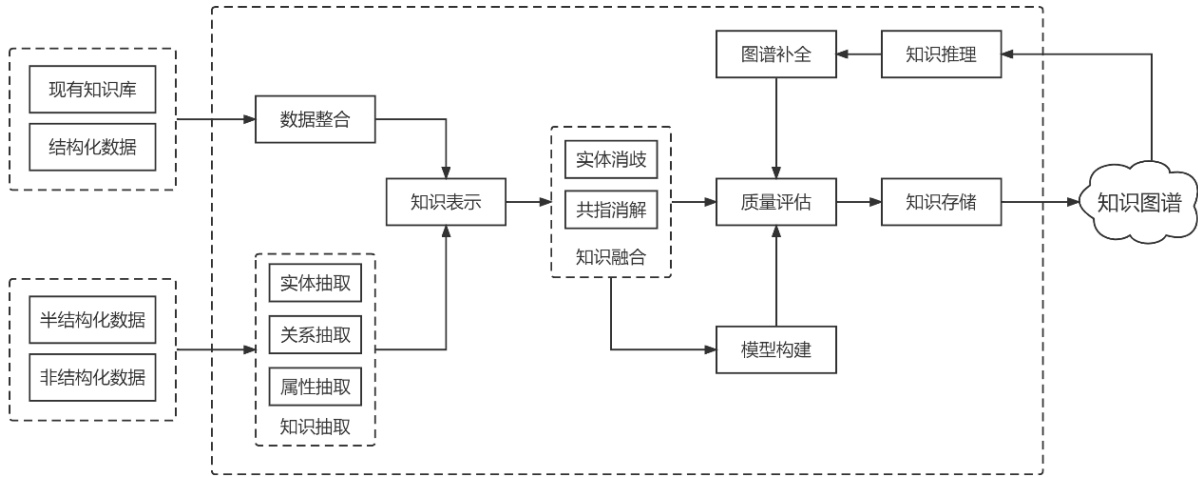 现有知识库
结构化数据
半结构化数据
非结构化数据
数据整合
实体抽取
关系抽取
属性抽取
知识抽取
知识表示
实体消歧
共指消解
知识融合
图谱补全
知识推理
质量评估
知识存储
模型构建
知识图谱